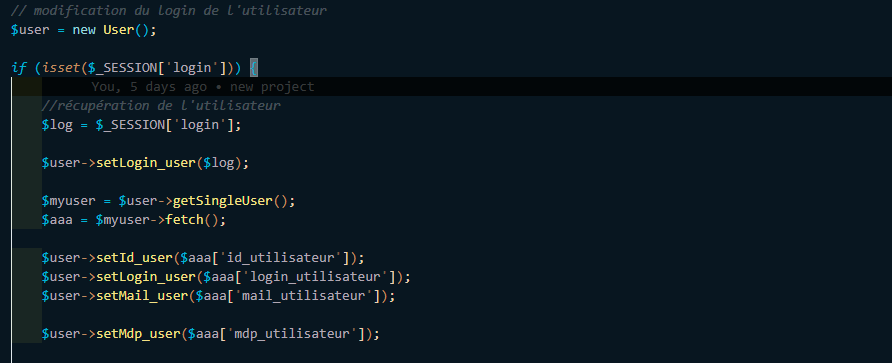 // modification du login de l'utilisateur
$user = new User();
if (isset($_SESSION['login'])) {
You, 5 days ago • new project
//récupération de l'utilisateur
$log = $_SESSION['login'];
$user->setLogin_user($log);
$myuser = $user->getSingleUser();
$aaa = $myuser->fetch();
$user->setId_user($aaa['id_utilisateur']);
$user->setLogin_user($aaa['login_utilisateur']);
$user->setMail_user($aaa['mail_utilisateur']);
$user->setMdp_user($aaa['mdp_utilisateur']);